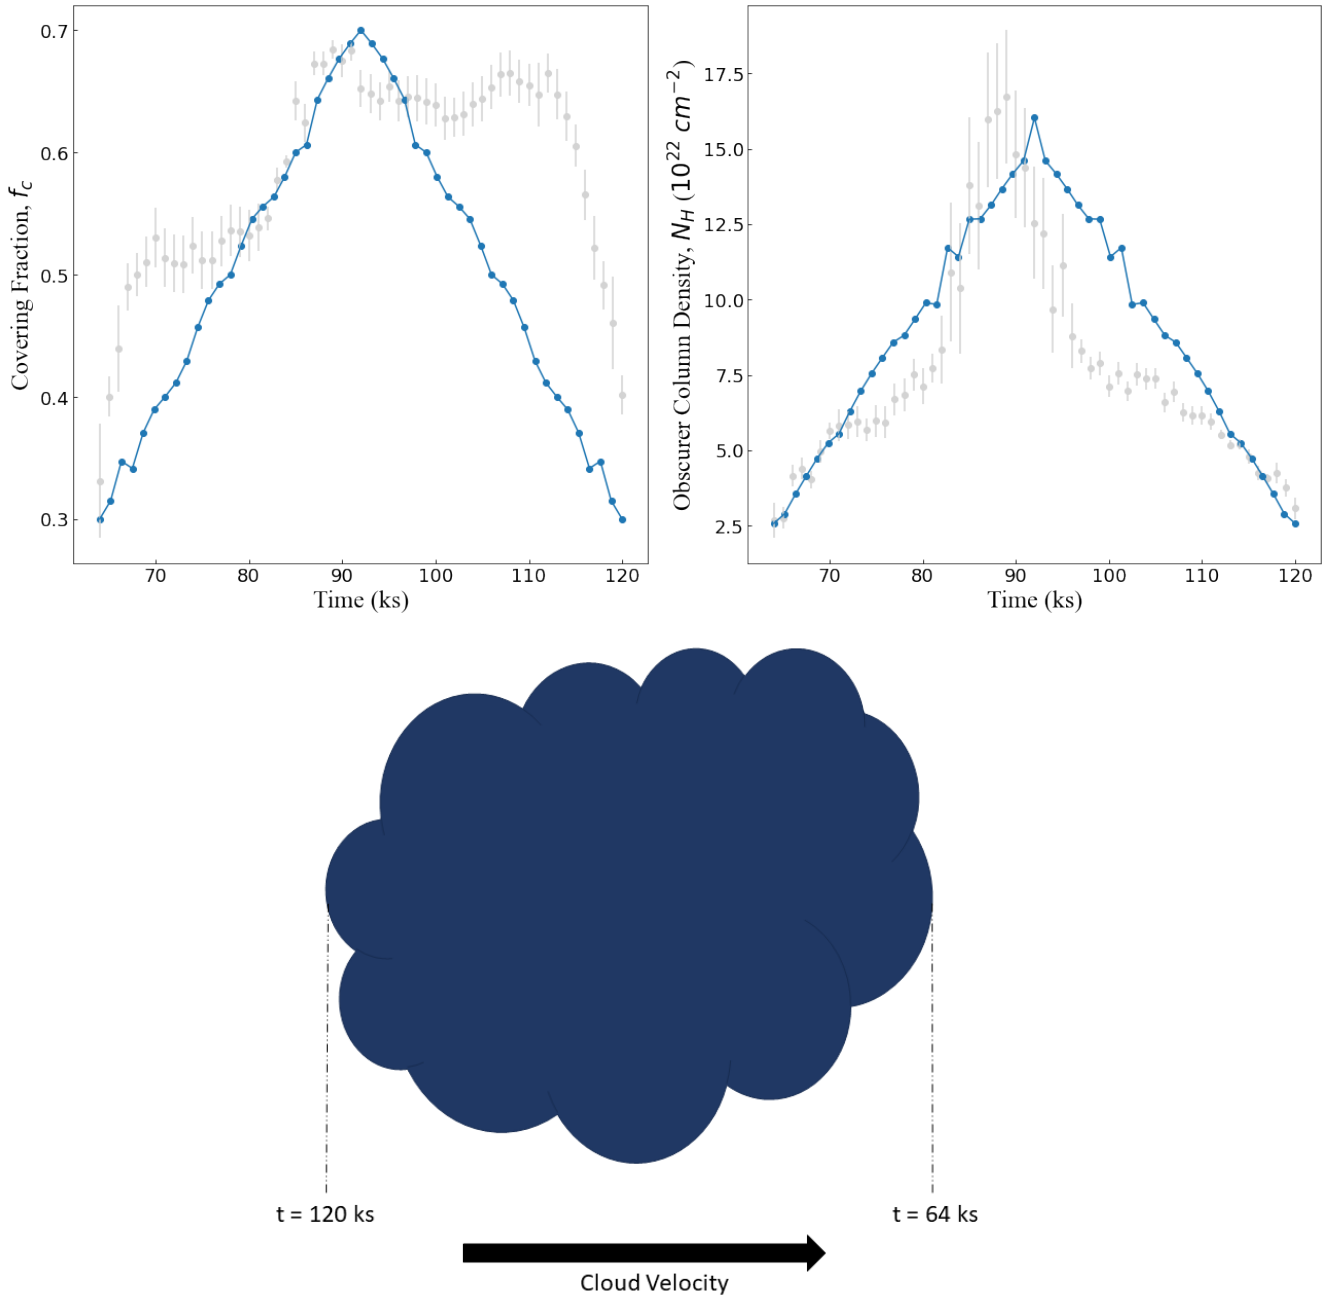 Covering Fraction, f_c
0.7
0.6
0.5
0.4
0.3
70 80 90 100 110 120
Time (ks)
Obscurer Column Density, N_H (10^22 cm^−2)
17.5
15.0
12.5
10.0
7.5
5.0
2.5
70 80 90 100 110 120
Time (ks)
t = 120 ks
t = 64 ks
Cloud Velocity